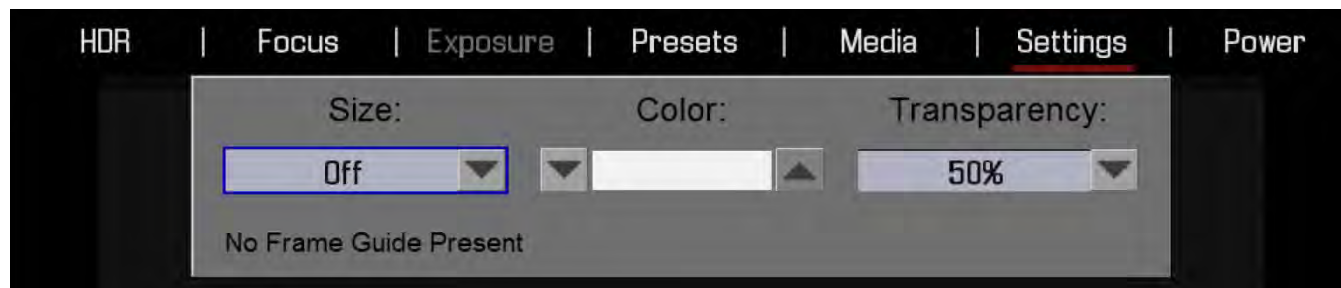 HDR | Focus | Exposure | Presets | Media | Settings | Power
Size: Color: Transparency:
Off 50%
No Frame Guide Present